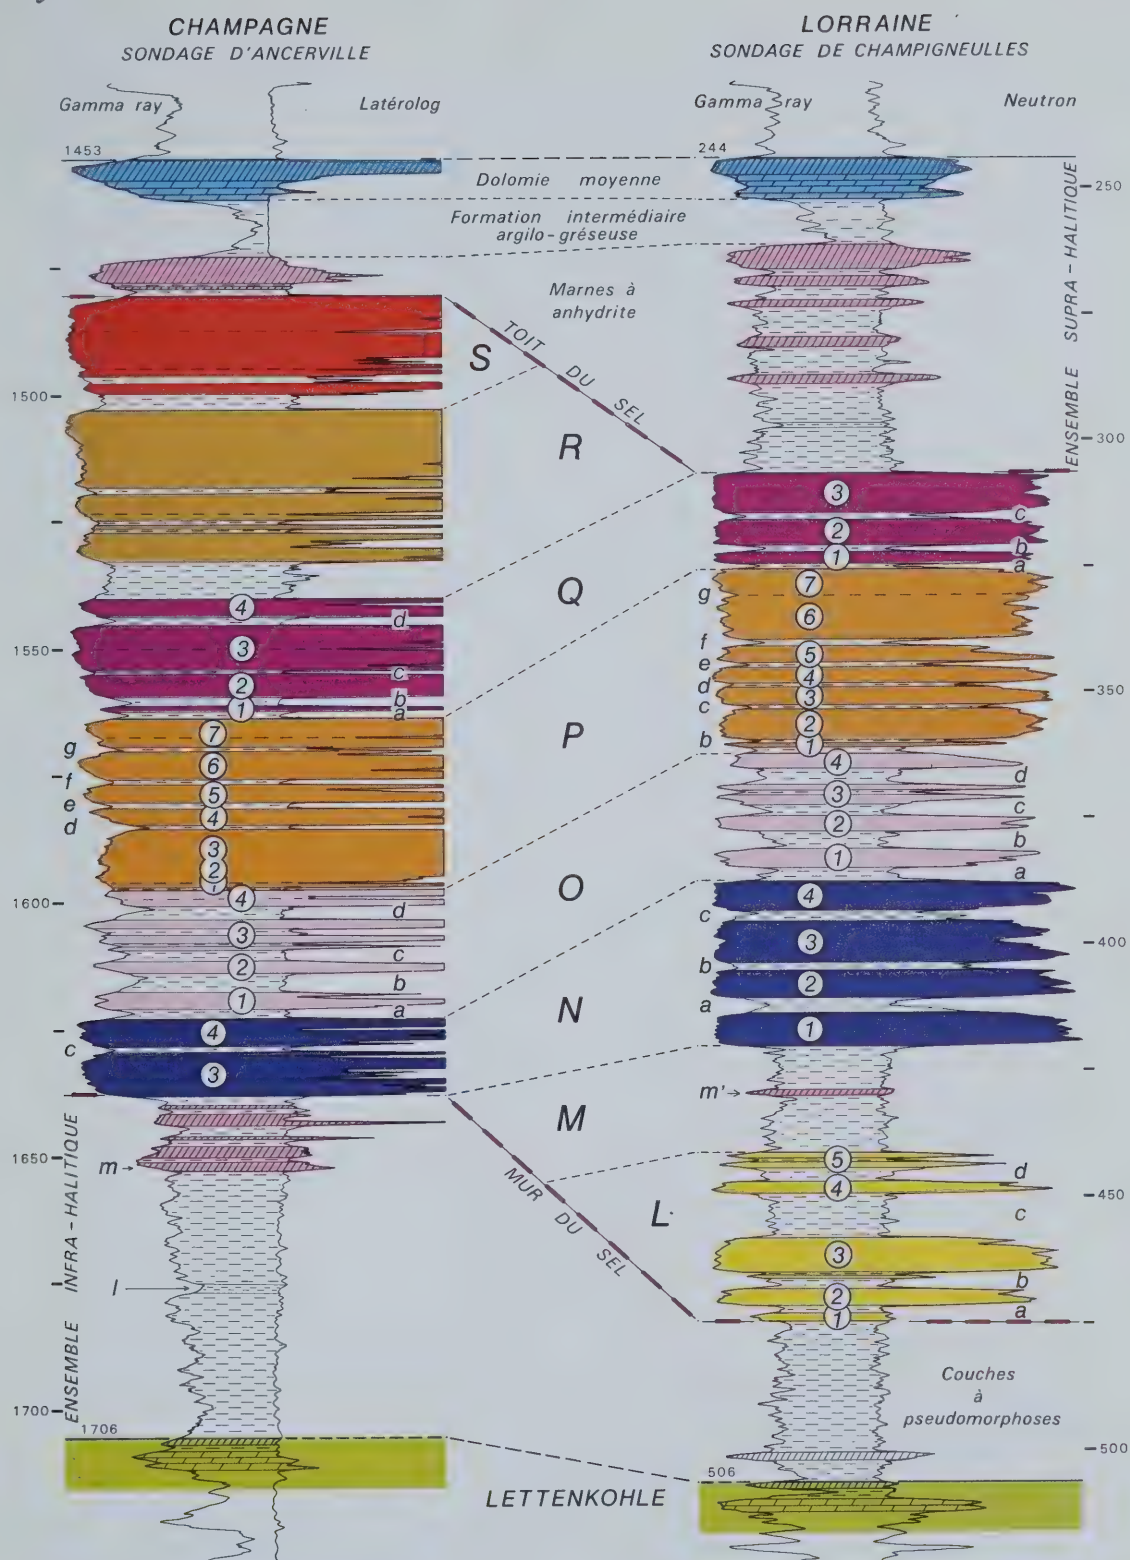 CHAMPAGNE
SONDAGE D'ANCERVILLE
LORRAINE
SONDAGE DE CHAMPIGNEULLES
Gamma ray
Latérolog
Gamma ray
Neutron
1453
244
250
Dolomie moyenne
Formation intermédiaire
argilo-gréseuse
Marnes à
anhydrite
ENSEMBLE SUPRA-HALITIQUE
TOIT DU SEL
S
1500
R
300
3
c
2
b
1
a
Q
4
d
3
c
2
b
1
a
7
g
6
f
5
e
4
d
3
c
2
b
1
350
P
7
g
6
f
5
e
4
d
3
2
1
4
d
3
c
2
b
1
a
1600
1550
4
d
3
c
2
b
1
a
O
4
c
3
b
2
a
1
400
N
4
c
3
m'
M
m
1650
ENSEMBLE INFRA-HALITIQUE
MUR DU SEL
L
5
d
4
c
3
b
2
a
1
450
l
Couches
à
pseudomorphoses
1700
1706
500
506
LETTENKOHLE